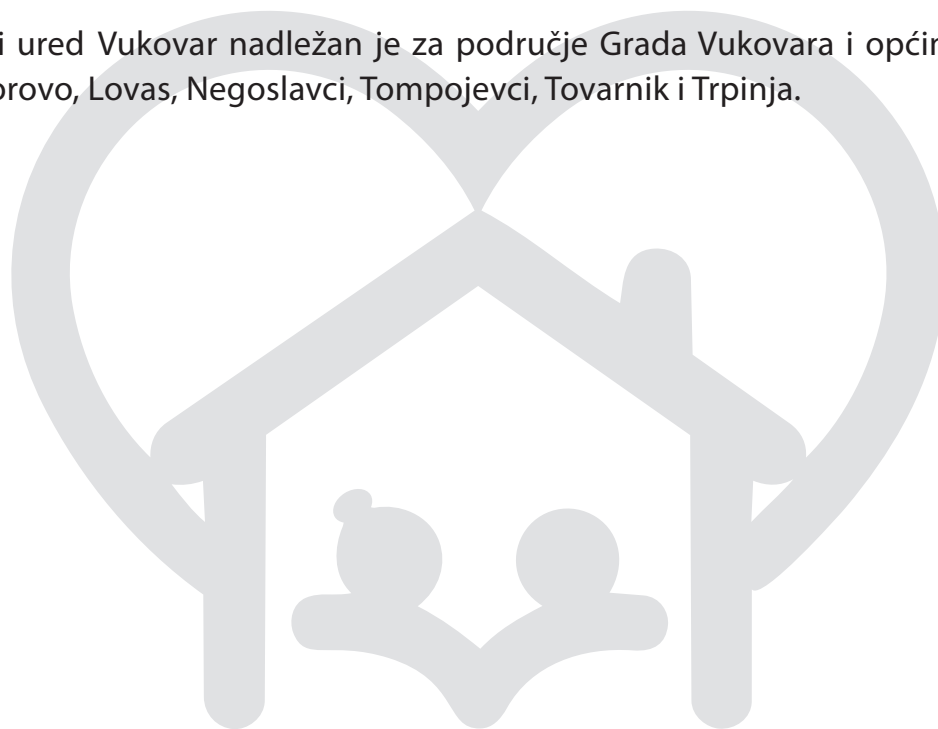 i ured Vukovar nadležan je za područje Grada Vukovara i općin
orovo, Lovas, Negoslavci, Tompojevci, Tovarnik i Trpinja.